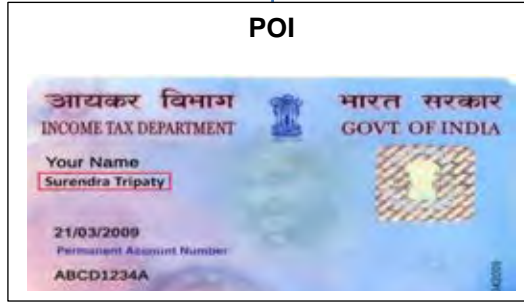 POI
आयकर विभाग भारत सरकार
INCOME TAX DEPARTMENT GOVT OF INDIA
Your Name
Surendra Tripaty
21/03/2009
Permanent Account Number
ABCD1234A